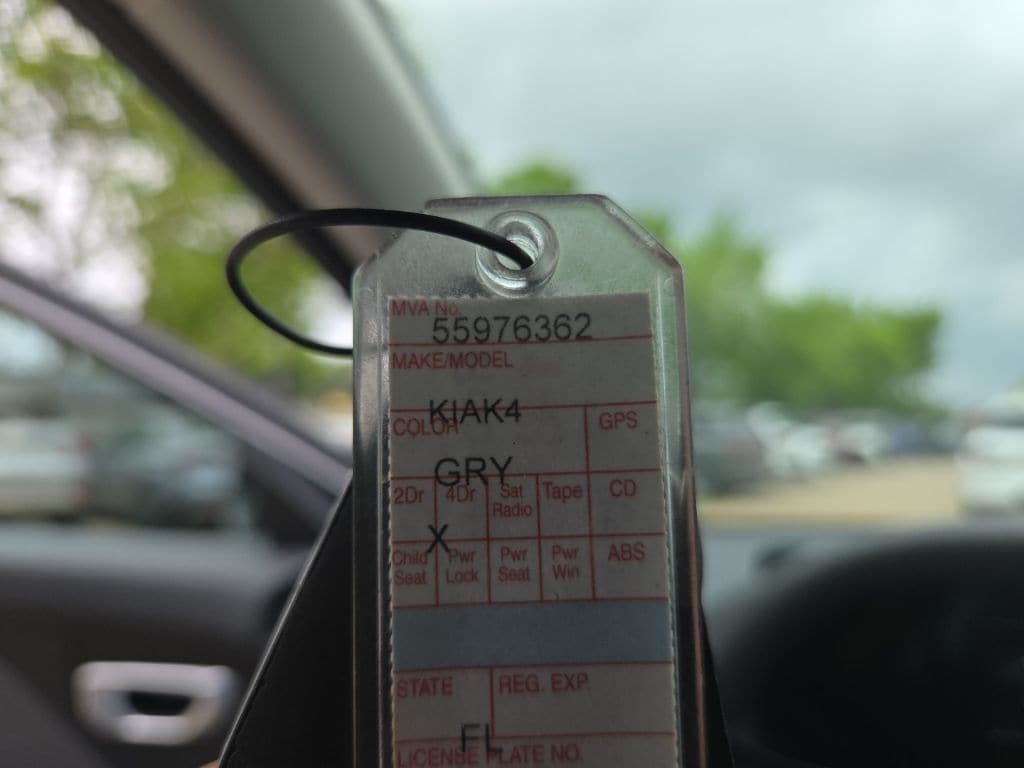 MVA No.
55976362
MAKE/MODEL
KIAK4
COLOR GPS
GRY
2Dr 4Dr Sat Radio Tape CD
X
Child Seat Pwr Lock Pwr Seat Pwr Win ABS
STATE REG. EXP.
FL
LICENSE PLATE NO.